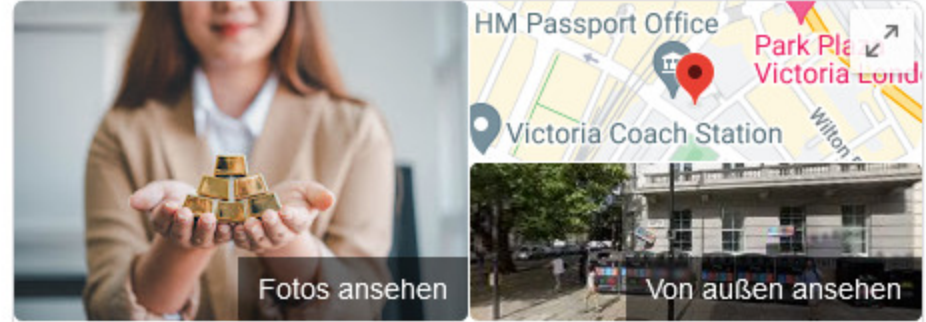 Fotos ansehen
HM Passport Office
Park Pla
Victoria Lond
Victoria Coach Station
Wilton
Von außen ansehen